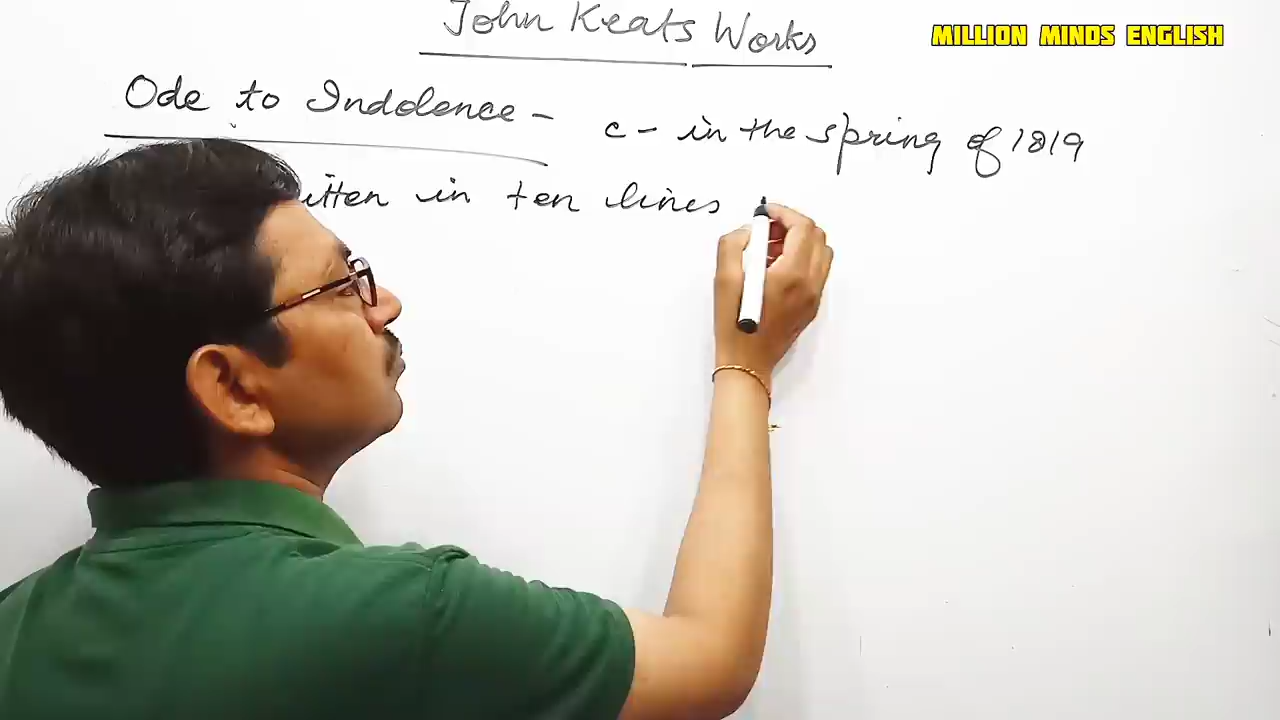 John Keats Works
MILLION MINDS ENGLISH
Ode to Indolence - c - in the spring of 1819
itten in ten lines